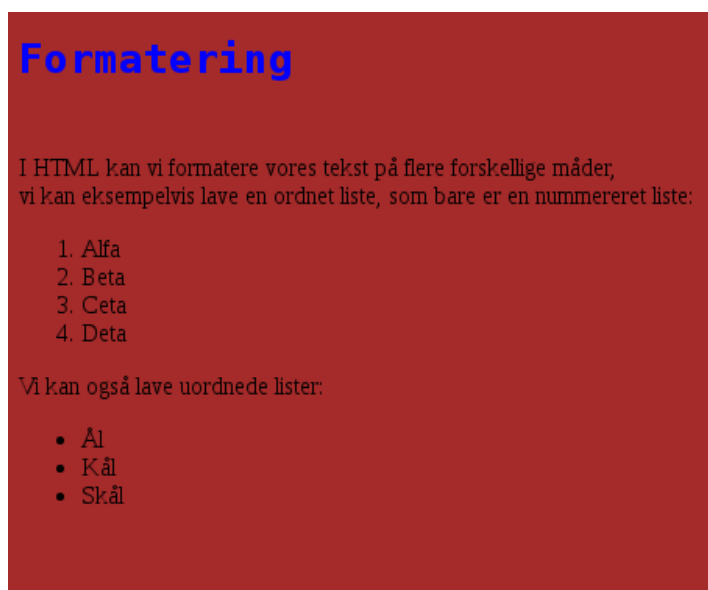 Formatering
I HTML kan vi formatere vores tekst på flere forskellige måder,
vi kan eksempelvis lave en ordnet liste, som bare er en nummereret liste:
1. Alfa
2. Beta
3. Ceta
4. Deta
Vi kan også lave uordnede lister:
• Ål
• Kål
• Skål